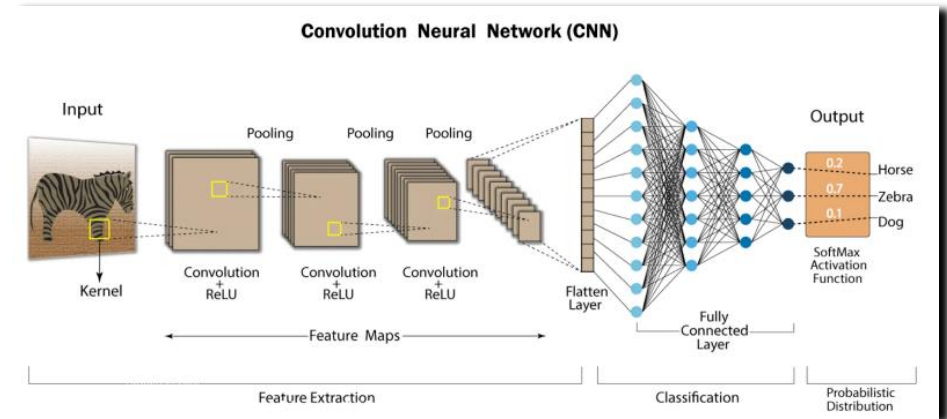 Convolution Neural Network (CNN)
Input
Pooling
Pooling
Pooling
Output
0.2
Horse
0.7
Zebra
0.1
Dog
Kernel
Convolution
+
ReLU
Convolution
+
ReLU
Convolution
+
ReLU
Flatten
Layer
SoftMax
Activation
Function
Feature Maps
Fully
Connected
Layer
Feature Extraction
Classification
Probabilistic
Distribution